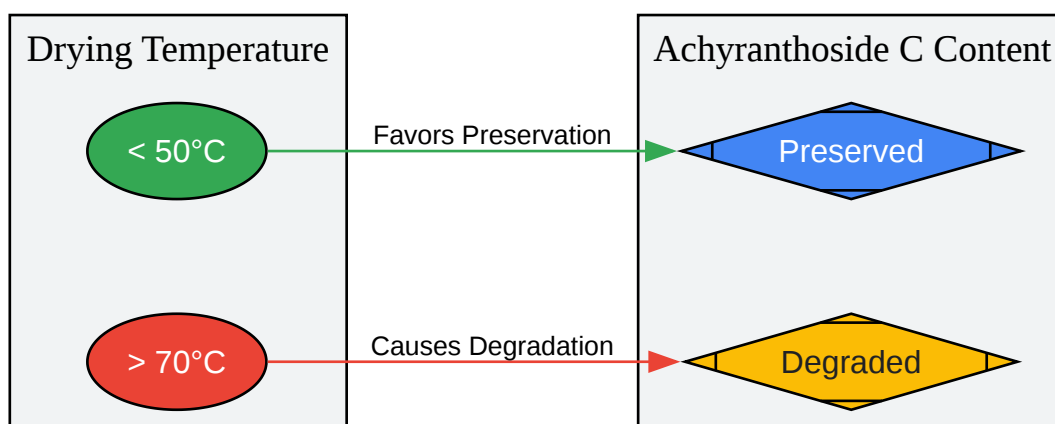 Drying Temperature
Achyranthoside C Content
< 50°C
Favors Preservation
Preserved
> 70°C
Causes Degradation
Degraded